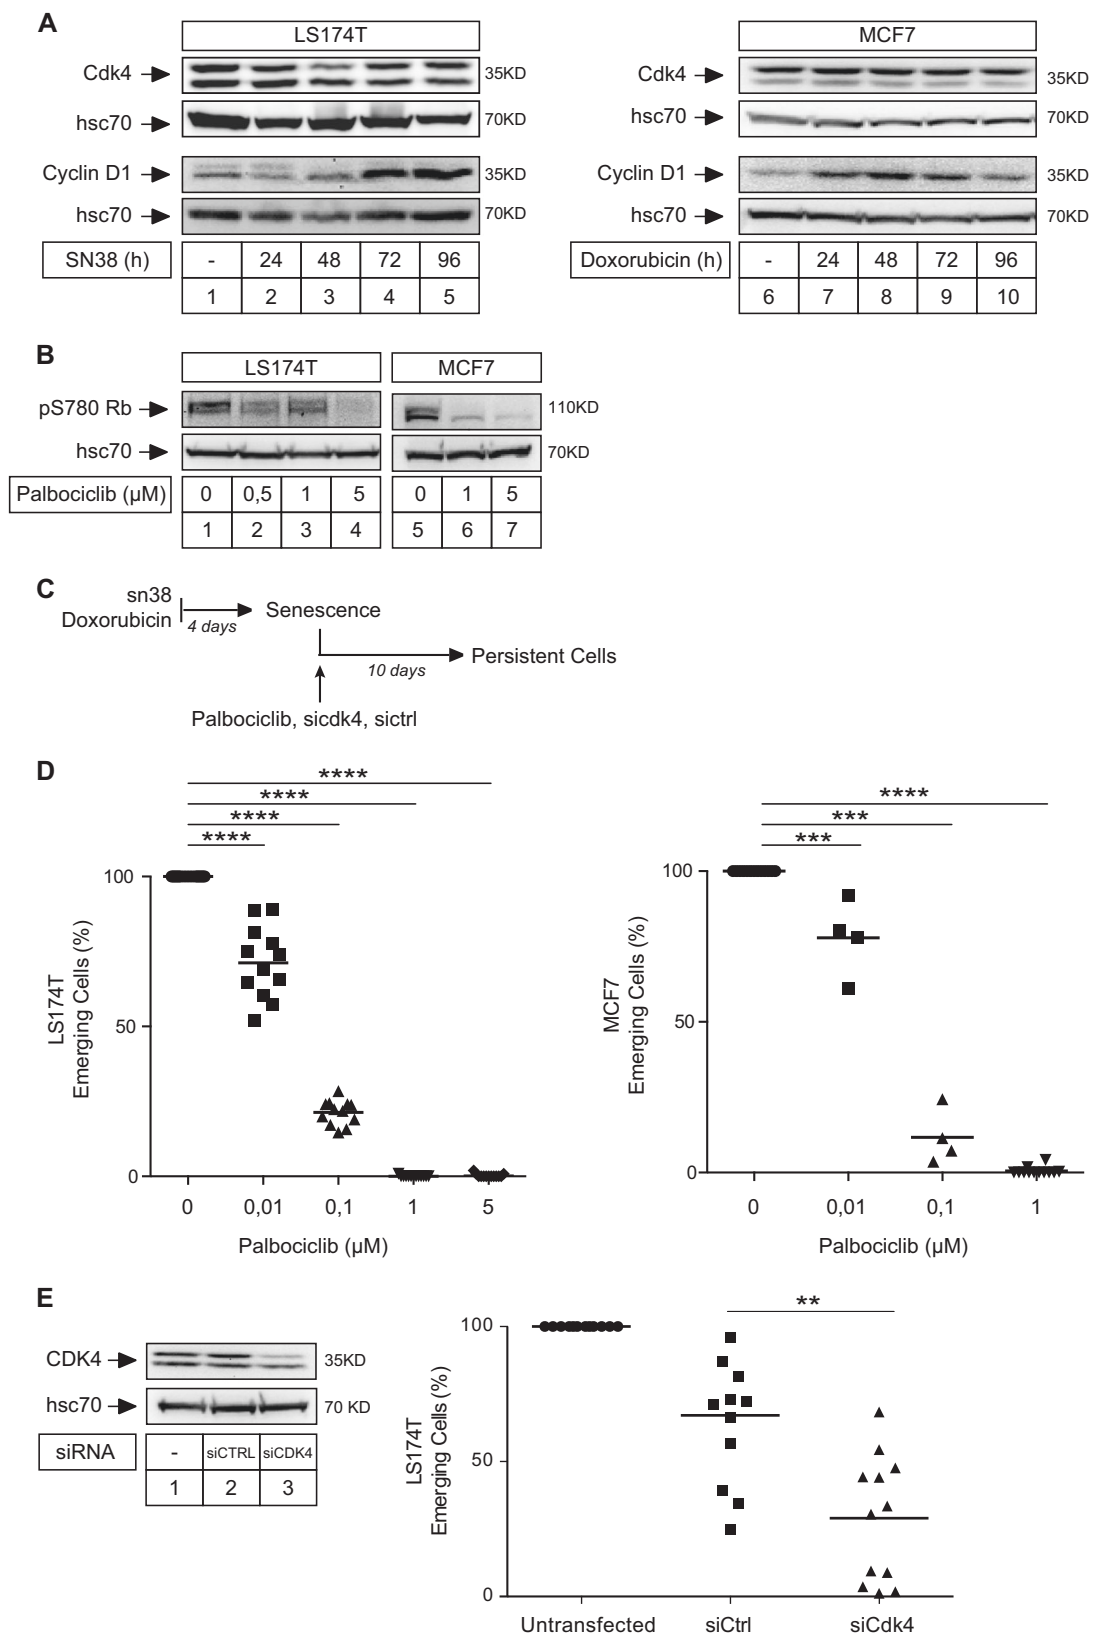 A
LS174T
MCF7
Cdk4
35KD
Cdk4
35KD
hsc70
70KD
hsc70
70KD
Cyclin D1
35KD
Cyclin D1
35KD
hsc70
70KD
hsc70
70KD
SN38 (h) - 24 48 72 96
Doxorubicin (h) - 24 48 72 96
1 2 3 4 5
6 7 8 9 10
B
LS174T
MCF7
pS780 Rb
110KD
hsc70
70KD
Palbociclib (µM) 0 0,5 1 5
0 1 5
1 2 3 4
5 6 7
C
sn38
Doxorubicin
4 days
Senescence
10 days
Persistent Cells
Palbociclib, sicdk4, sictrl
D
****
****
****
****
100
50
0
LS174T
Emerging Cells (%)
0 0,01 0,1 1 5
Palbociclib (µM)
****
***
***
100
50
0
MCF7
Emerging Cells (%)
0 0,01 0,1 1
Palbociclib (µM)
E
CDK4
35KD
hsc70
70 KD
siRNA - siCTRL siCDK4
1 2 3
**
100
50
0
LS174T
Emerging Cells (%)
Untransfected siCtrl siCdk4